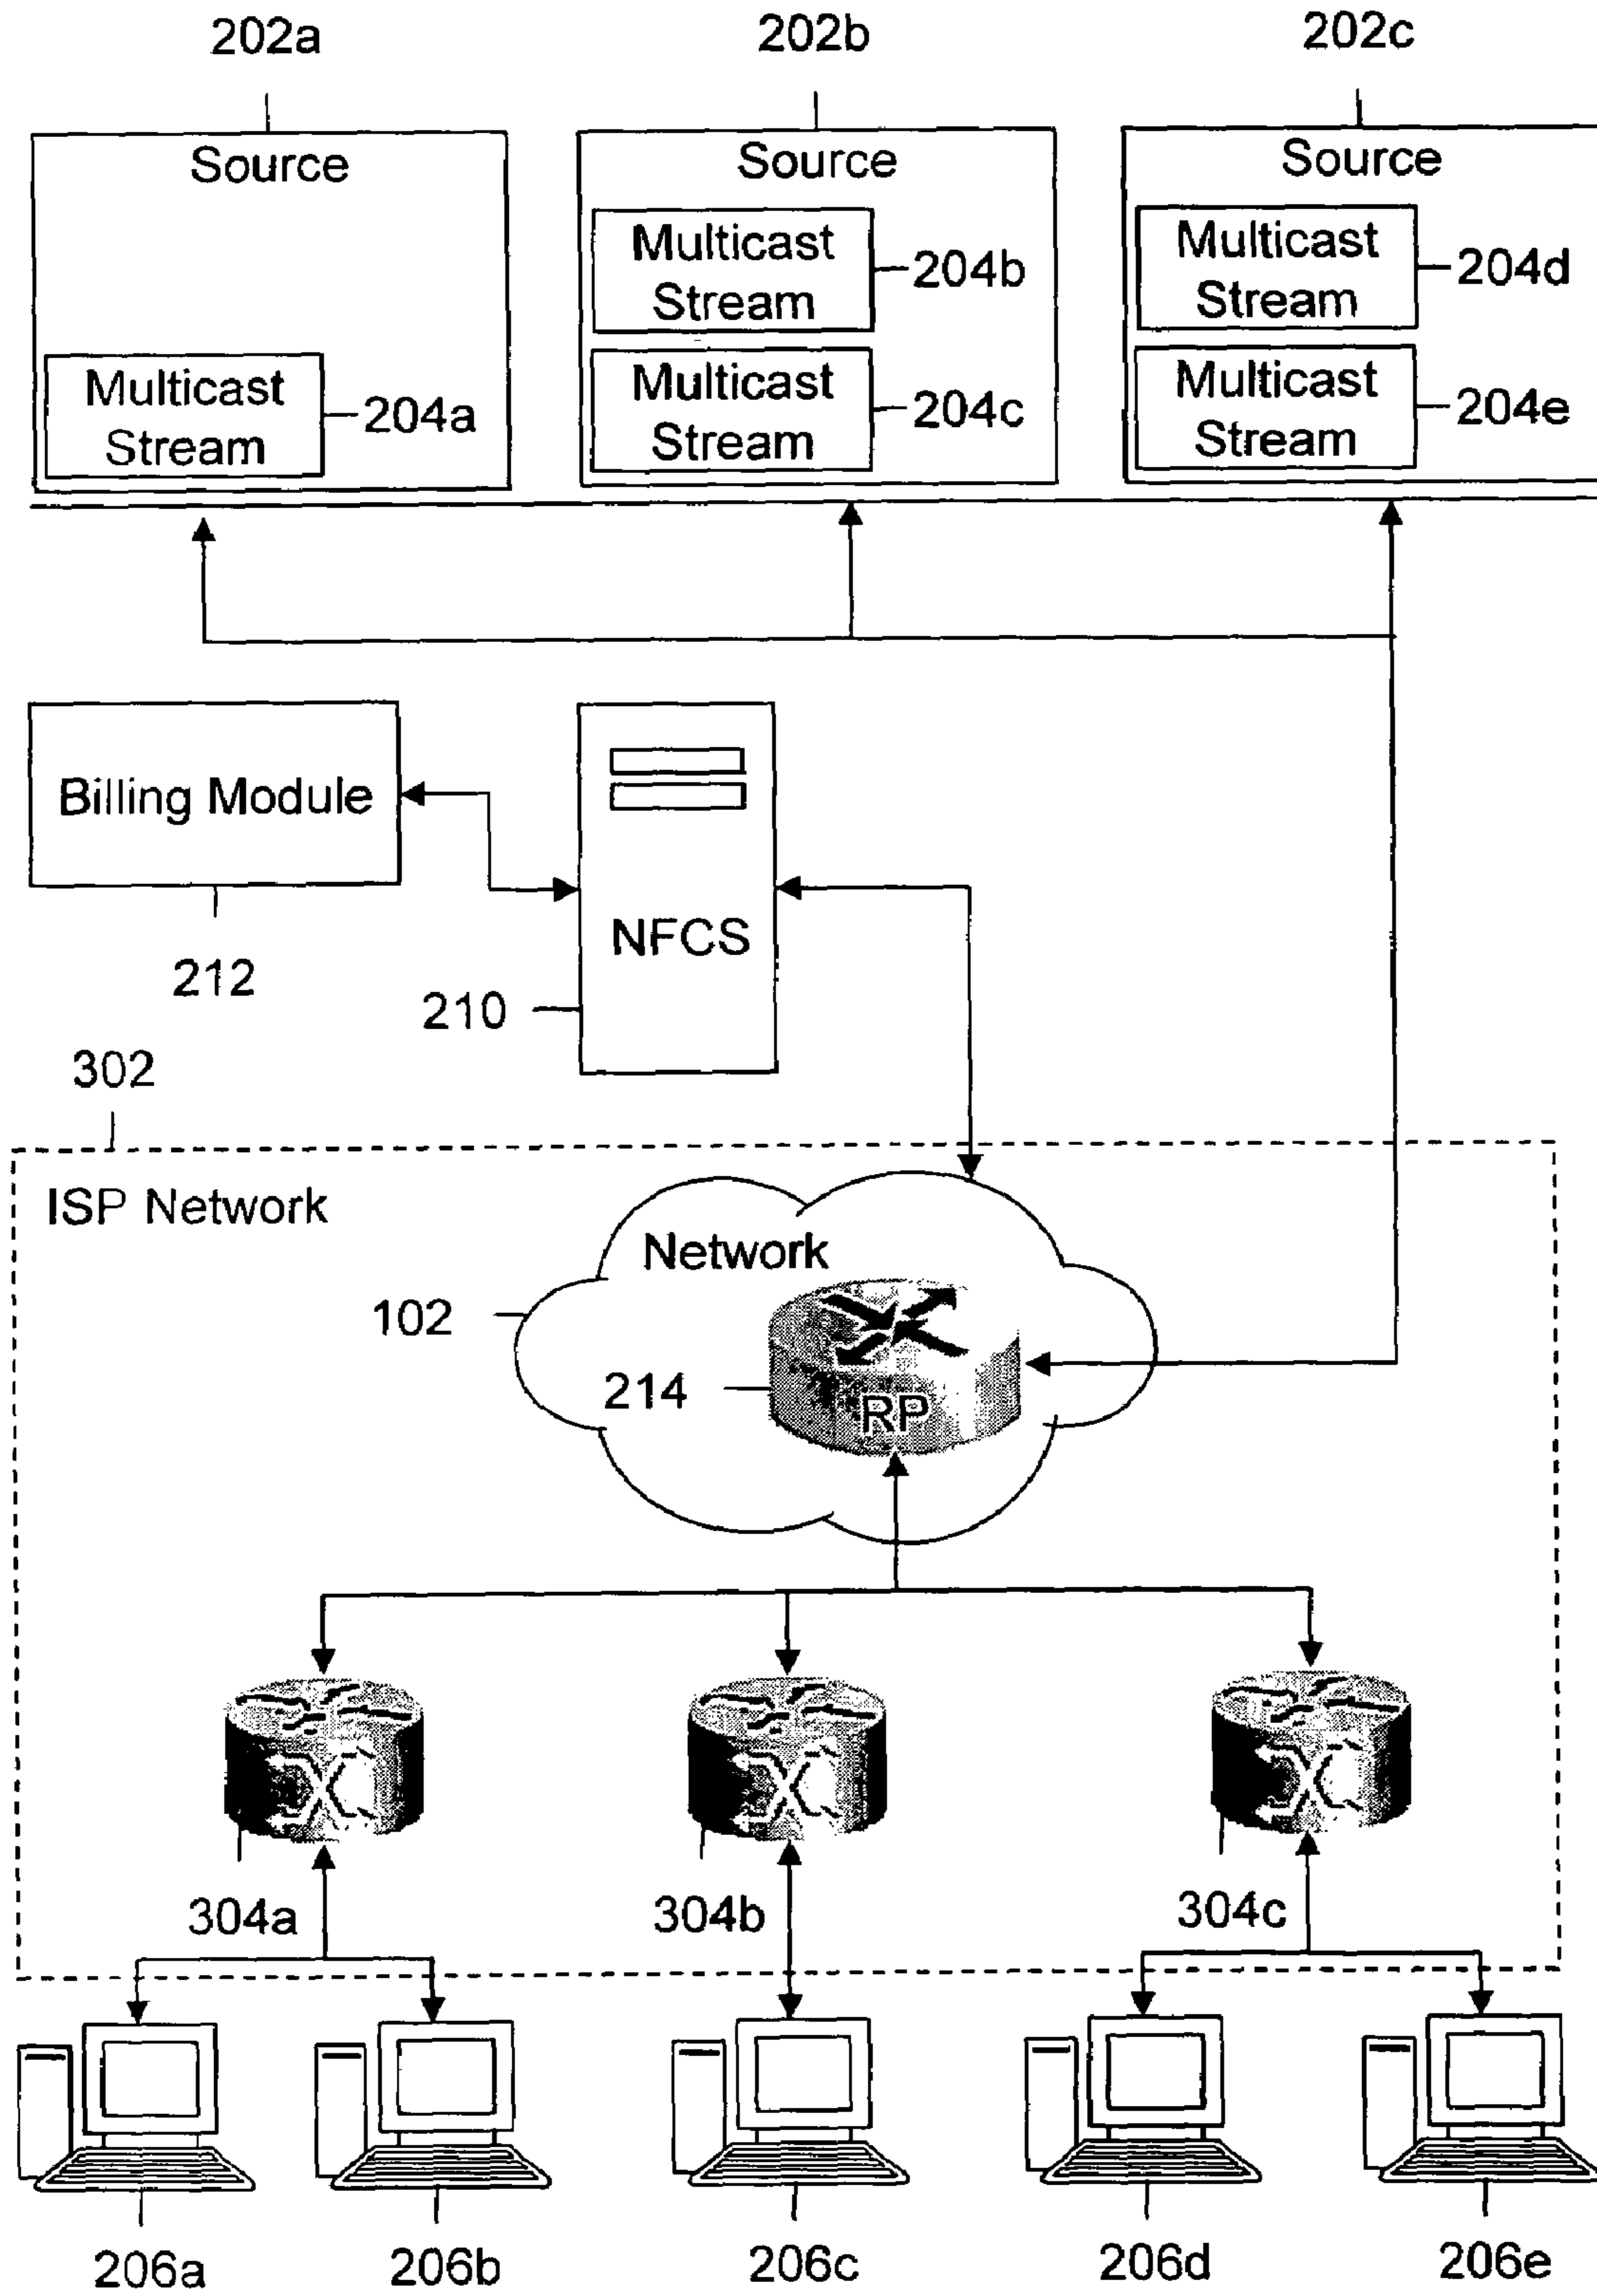 202a
202b
202c
Source
Source
Source
Multicast
Stream
204a
Multicast
Stream
204b
Multicast
Stream
204c
Multicast
Stream
204d
Multicast
Stream
204e
Billing Module
212
NFCS
210
302
ISP Network
Network
102
214
RP
304a
304b
304c
206a
206b
206c
206d
206e